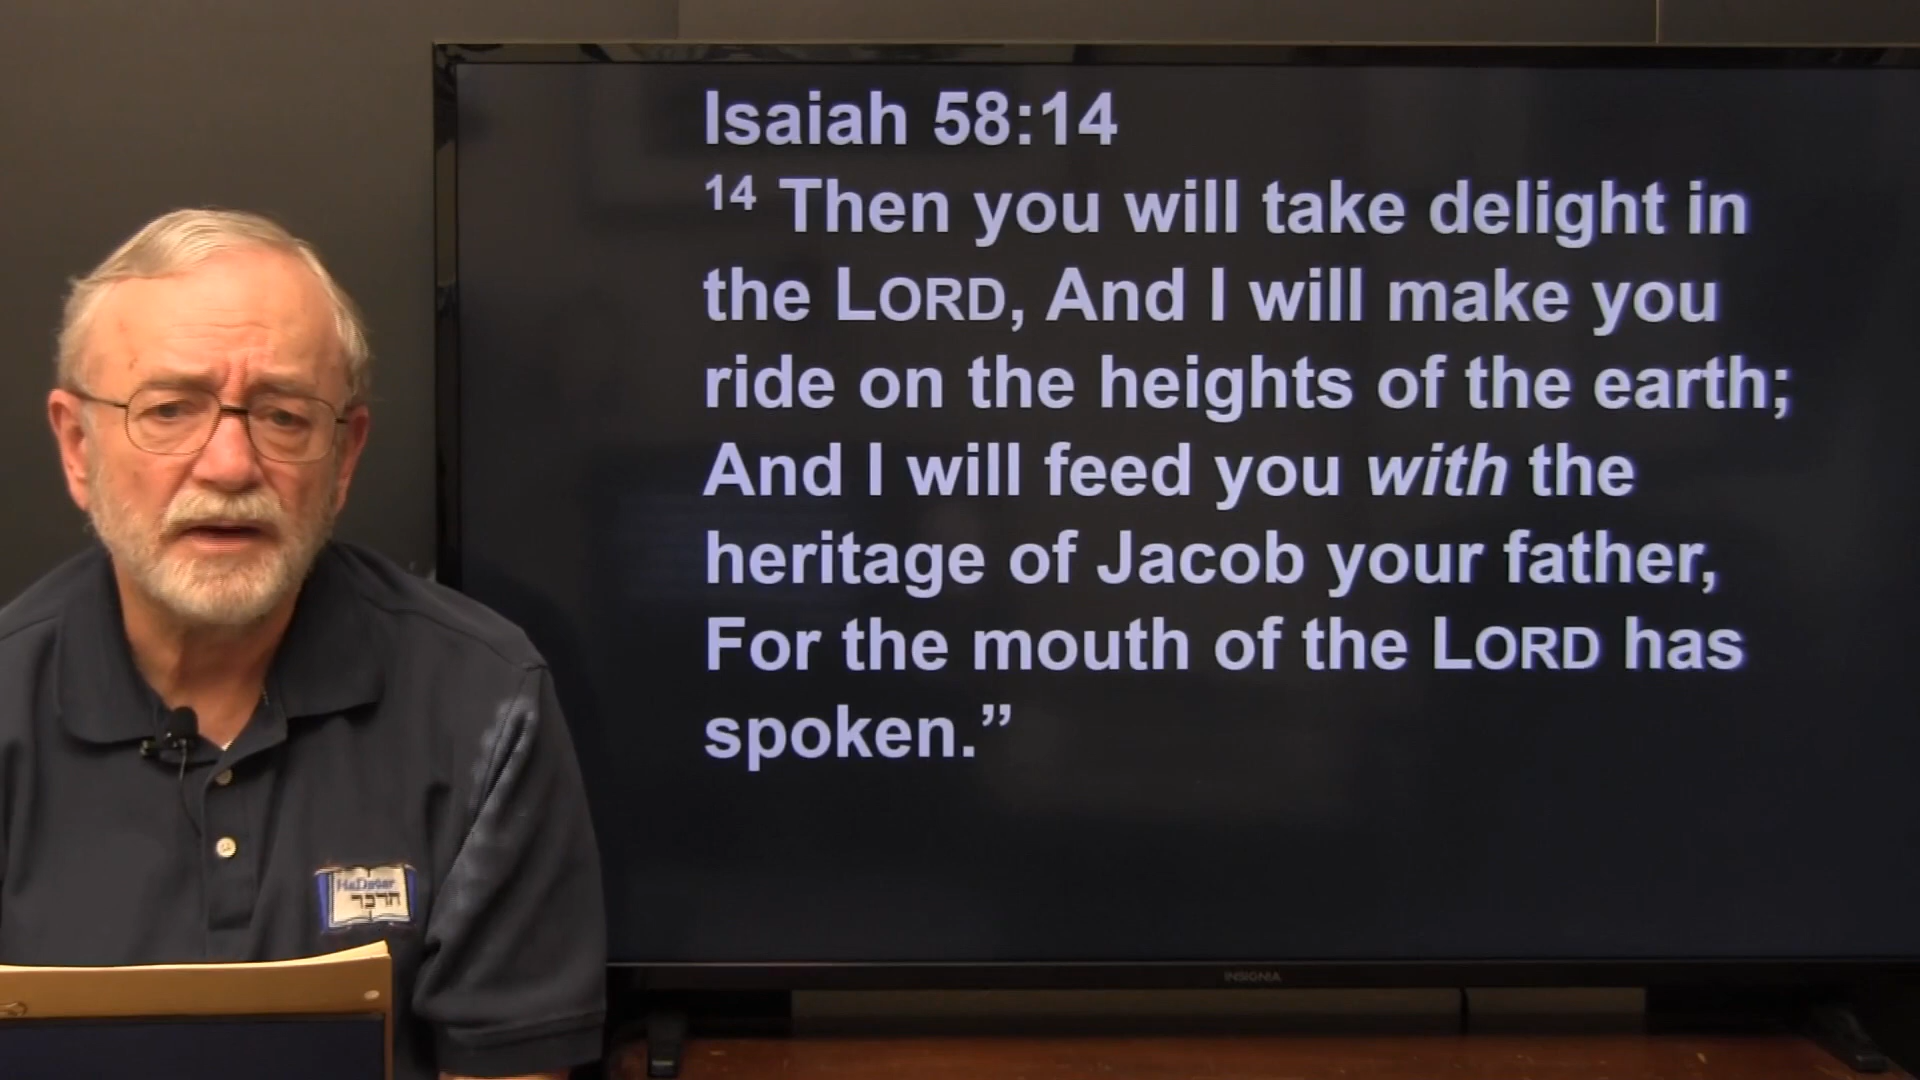 Isaiah 58:14
14 Then you will take delight in
the LORD, And I will make you
ride on the heights of the earth;
And I will feed you with the
heritage of Jacob your father,
For the mouth of the LORD has
spoken.”
HaDavar
הדבר
INSIGNIA